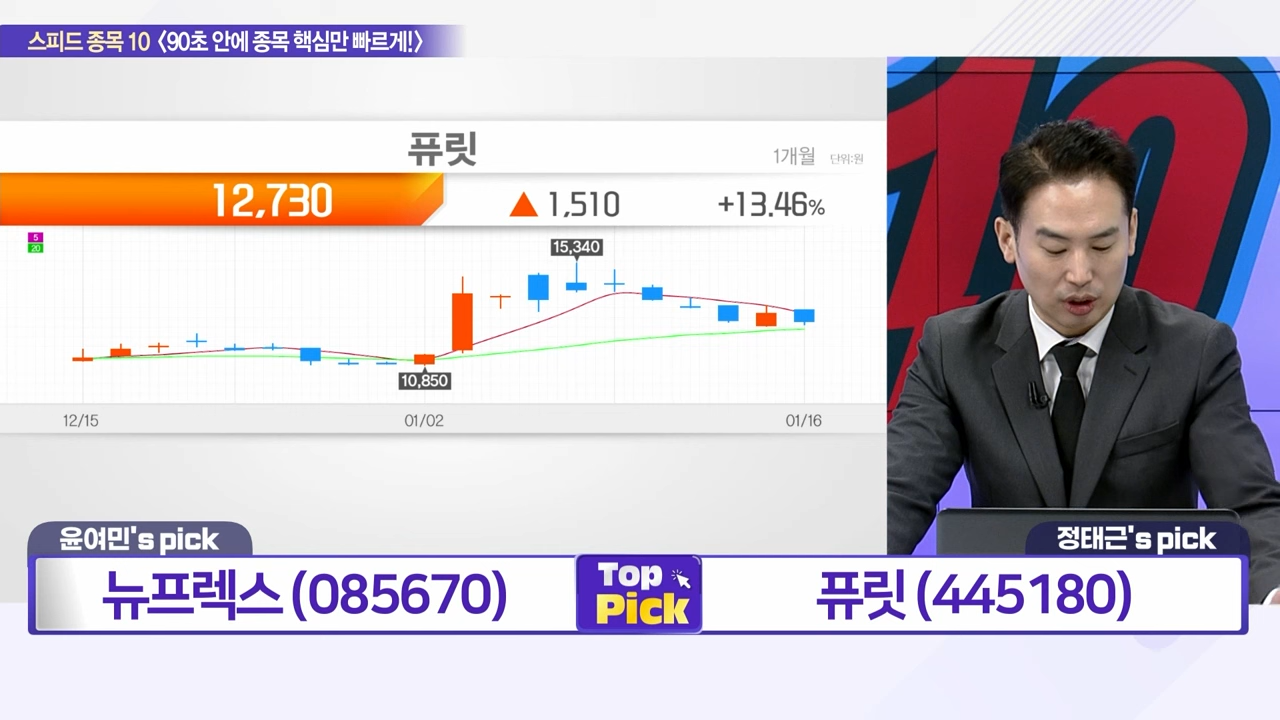 스피드 종목 10 〈90초 안에 종목 핵심만 빠르게!〉
퓨릿
1개월 단위:원
12,730 ▲ 1,510 +13.46%
5
20
15,340
10,850
12/15 01/02 01/16
윤여민's pick
정태근's pick
뉴프렉스 (085670)
Top Pick
퓨릿 (445180)